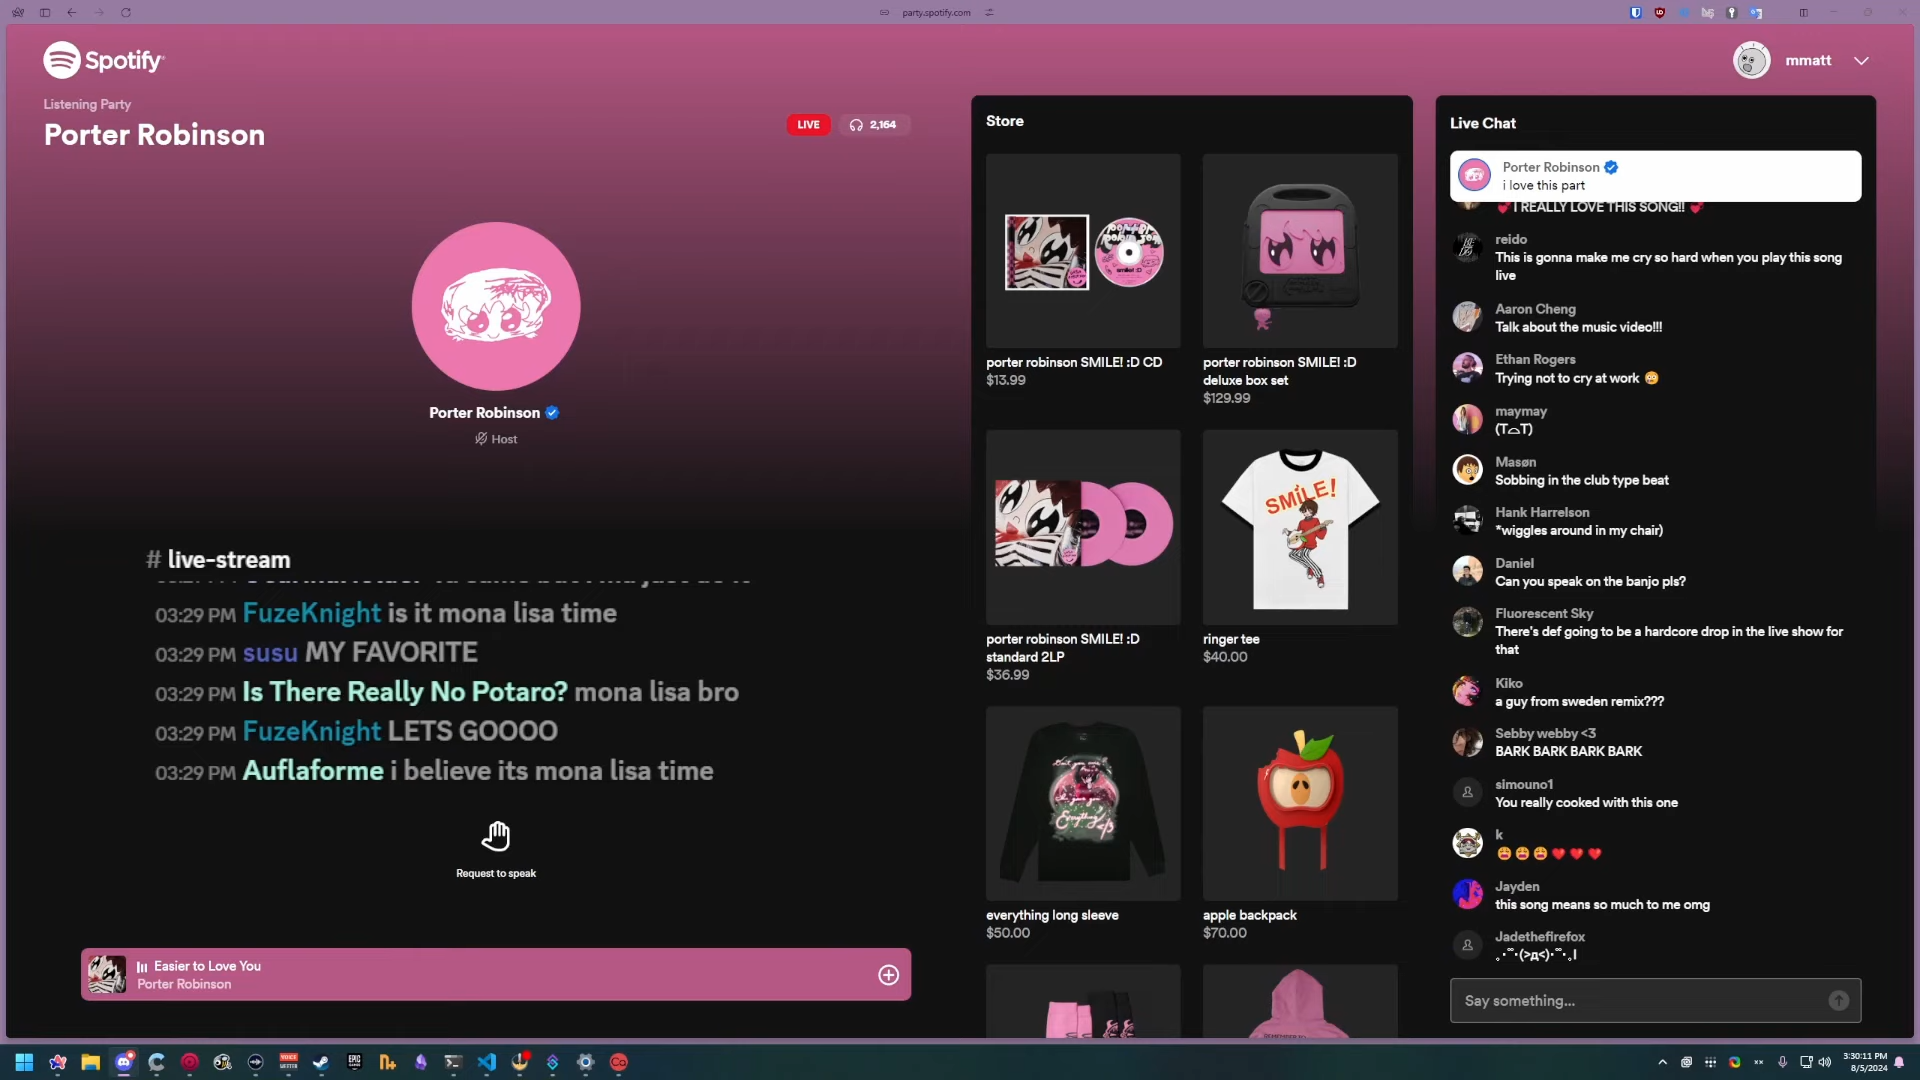 party.spotify.com
Spotify
mmatt
Listening Party
Porter Robinson
LIVE
2,164
Porter Robinson
Host
# live-stream
03:29 PM FuzeKnight is it mona lisa time
03:29 PM susu MY FAVORITE
03:29 PM Is There Really No Potaro? mona lisa bro
03:29 PM FuzeKnight LETS GOOOO
03:29 PM Auflaforme i believe its mona lisa time
Request to speak
Easier to Love You
Porter Robinson
Store
porter robinson SMILE! :D CD
$13.99
porter robinson SMILE! :D
deluxe box set
$129.99
porter robinson SMILE! :D
standard 2LP
$36.99
SMiLE!
ringer tee
$40.00
everything long sleeve
$50.00
apple backpack
$70.00
Live Chat
Porter Robinson
i love this part
💕 I REALLY LOVE THIS SONG!! 💕
reido
This is gonna make me cry so hard when you play this song
live
Aaron Cheng
Talk about the music video!!!
Ethan Rogers
Trying not to cry at work 😳
maymay
(T⌓T)
Masøn
Sobbing in the club type beat
Hank Harrelson
*wiggles around in my chair)
Daniel
Can you speak on the banjo pls?
Fluorescent Sky
There's def going to be a hardcore drop in the live show for
that
Kiko
a guy from sweden remix???
Sebby webby <3
BARK BARK BARK BARK
simouno1
You really cooked with this one
k
😩😩😩❤️❤️❤️
Jayden
this song means so much to me omg
Jadethefirefox
Say something...
3:30:11 PM
8/5/2024